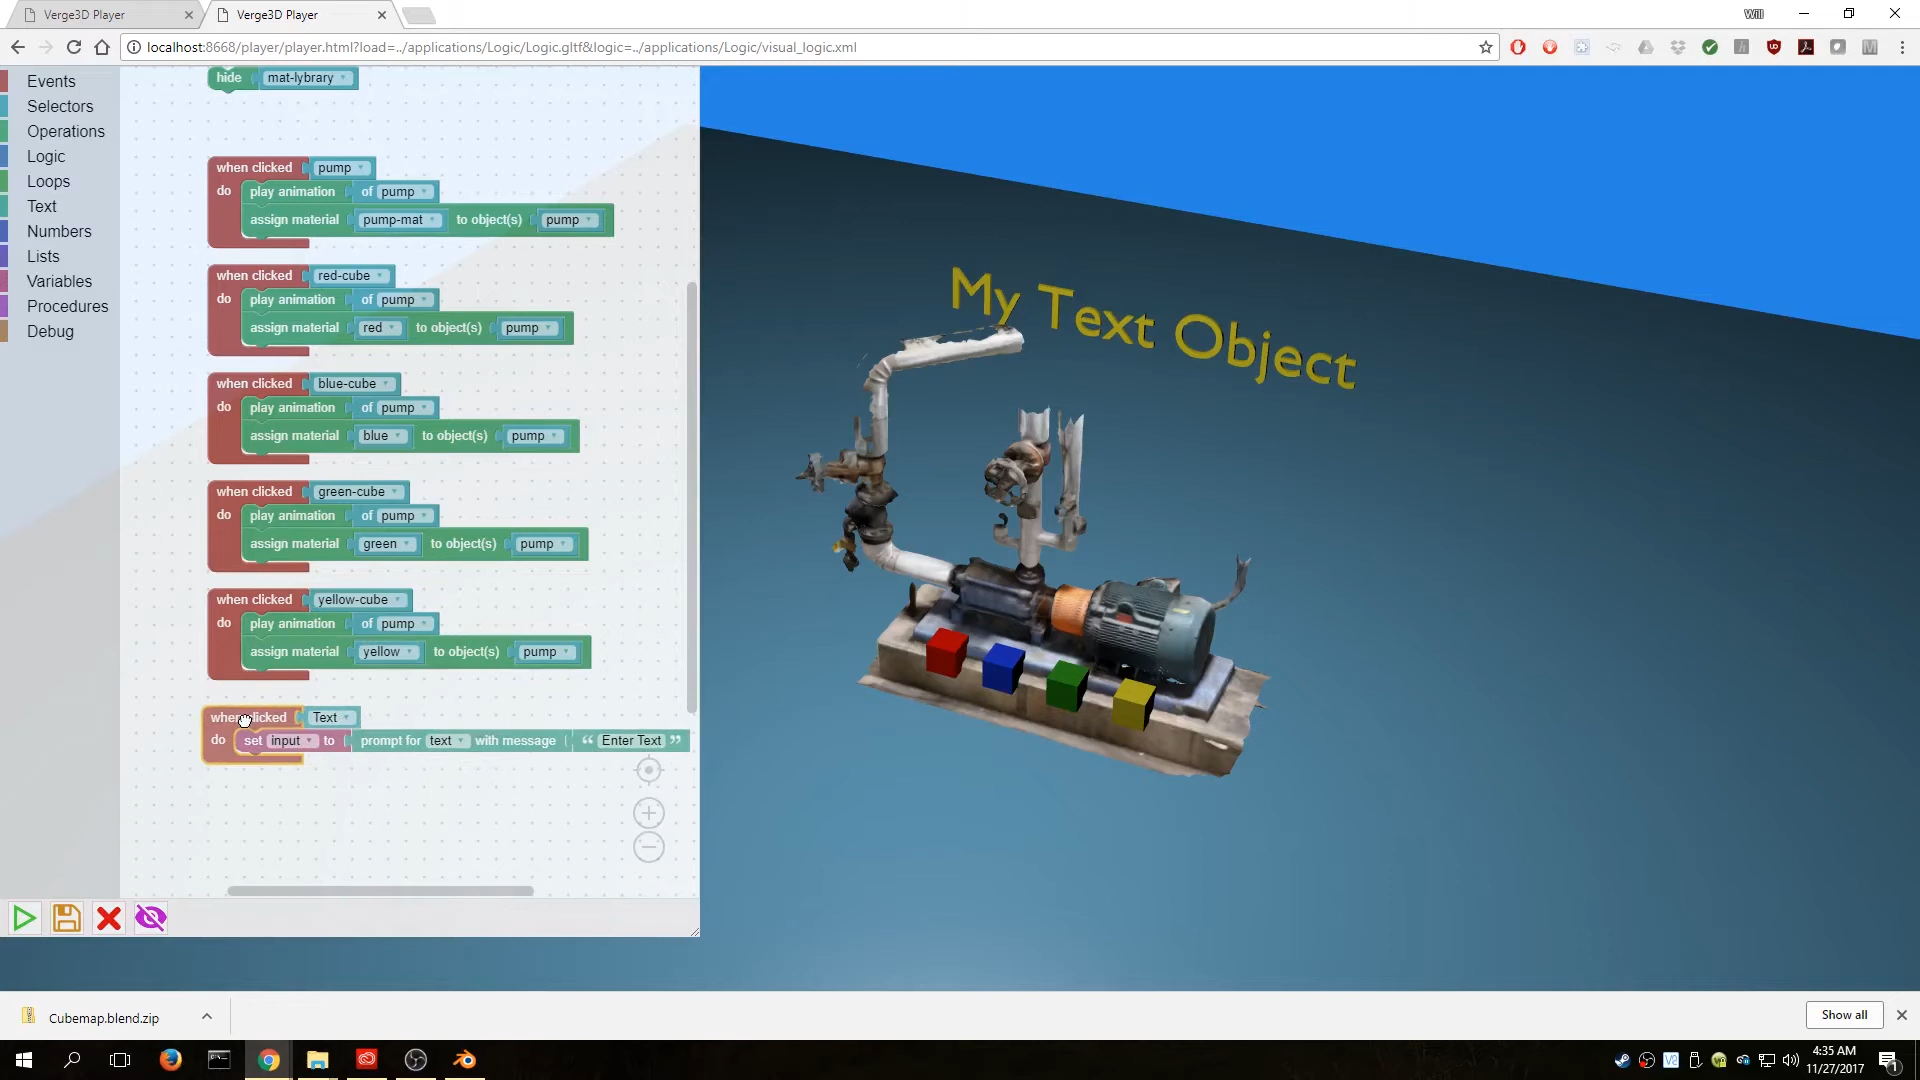 Verge3D Player
Verge3D Player
Will
localhost:8668/player/player.html?load=../applications/Logic/Logic.gltf&logic=../applications/Logic/visual_logic.xml
Events
Selectors
Operations
Logic
Loops
Text
Numbers
Lists
Variables
Procedures
Debug
hide mat-lybrary
when clicked pump
do play animation of pump
assign material pump-mat to object(s) pump
when clicked red-cube
do play animation of pump
assign material red to object(s) pump
when clicked blue-cube
do play animation of pump
assign material blue to object(s) pump
when clicked green-cube
do play animation of pump
assign material green to object(s) pump
when clicked yellow-cube
do play animation of pump
assign material yellow to object(s) pump
when clicked Text
do set input to prompt for text with message “ Enter Text ”
My Text Object
Cubemap.blend.zip
Show all
4:35 AM
11/27/2017
1